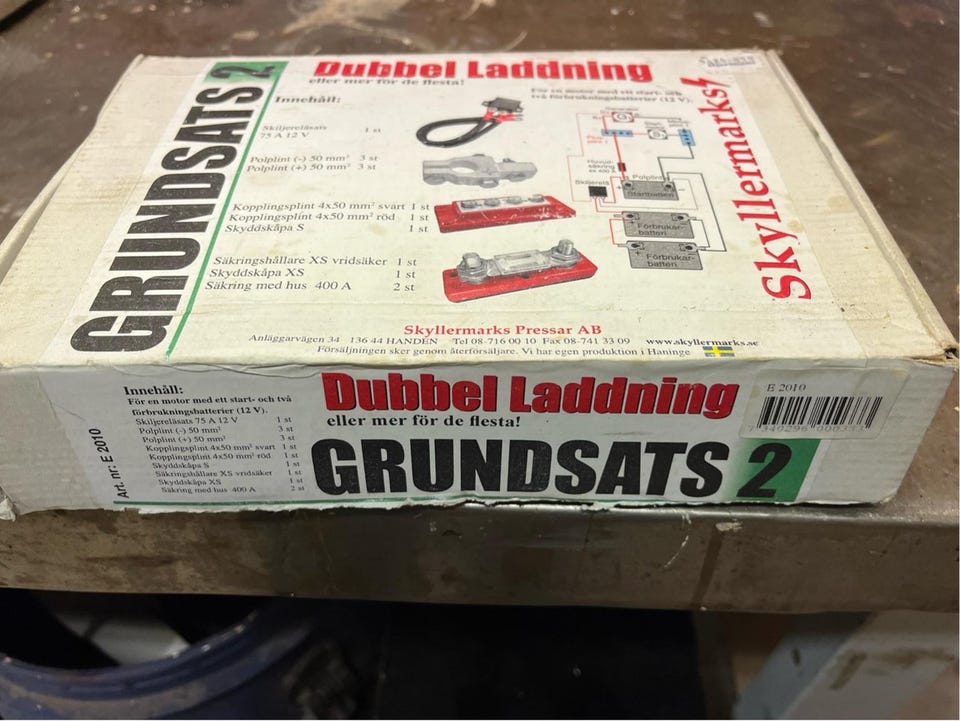 GRUNDSATS 2
Dubbel Laddning
eller mer för de flesta!
Innehåll:
Skiljereläsats 1 st
75 A 12 V
Polplint (-) 50 mm² 3 st
Polplint (+) 50 mm² 3 st
Kopplingsplint 4x50 mm² svart 1 st
Kopplingsplint 4x50 mm² röd 1 st
Skyddskåpa S 1 st
Säkringshållare XS vridsäker 1 st
Skyddskåpa XS 1 st
Säkring med hus 400 A 2 st
För en motor med ett start- och
två förbrukningsbatterier (12 V).
Generator
Huvud-
säkring
ex 400 A
Skiljerelä
Polplint
Startbatteri
Förbrukar-
batteri
Förbrukar-
batteri
Skyllermarks
Skyllermarks Pressar AB
Anläggarvägen 34 136 44 HANDEN Tel 08-716 00 10 Fax 08-741 33 09 www.skyllermarks.se
Försäljningen sker genom återförsäljare. Vi har egen produktion i Haninge
Art. nr: E 2010
Innehåll:
För en motor med ett start- och två
förbrukningsbatterier (12 V).
Skiljereläsats 75 A 12 V 1 st
Polplint (-) 50 mm² 3 st
Polplint (+) 50 mm² 3 st
Kopplingsplint 4x50 mm² svart 1 st
Kopplingsplint 4x50 mm² röd 1 st
Skyddskåpa S 1 st
Säkringshållare XS vridsäker 1 st
Skyddskåpa XS 1 st
Säkring med hus 400 A 2 st
Dubbel Laddning
eller mer för de flesta!
GRUNDSATS 2
E 2010